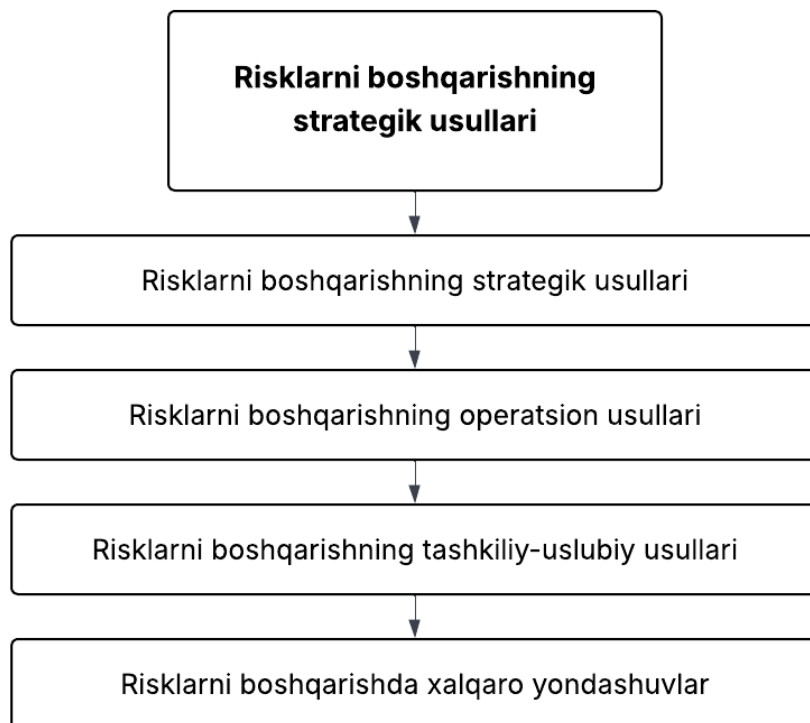 Risklarni boshqarishning
strategik usullari
Risklarni boshqarishning strategik usullari
Risklarni boshqarishning operatsion usullari
Risklarni boshqarishning tashkiliy-uslubiy usullari
Risklarni boshqarishda xalqaro yondashuvlar